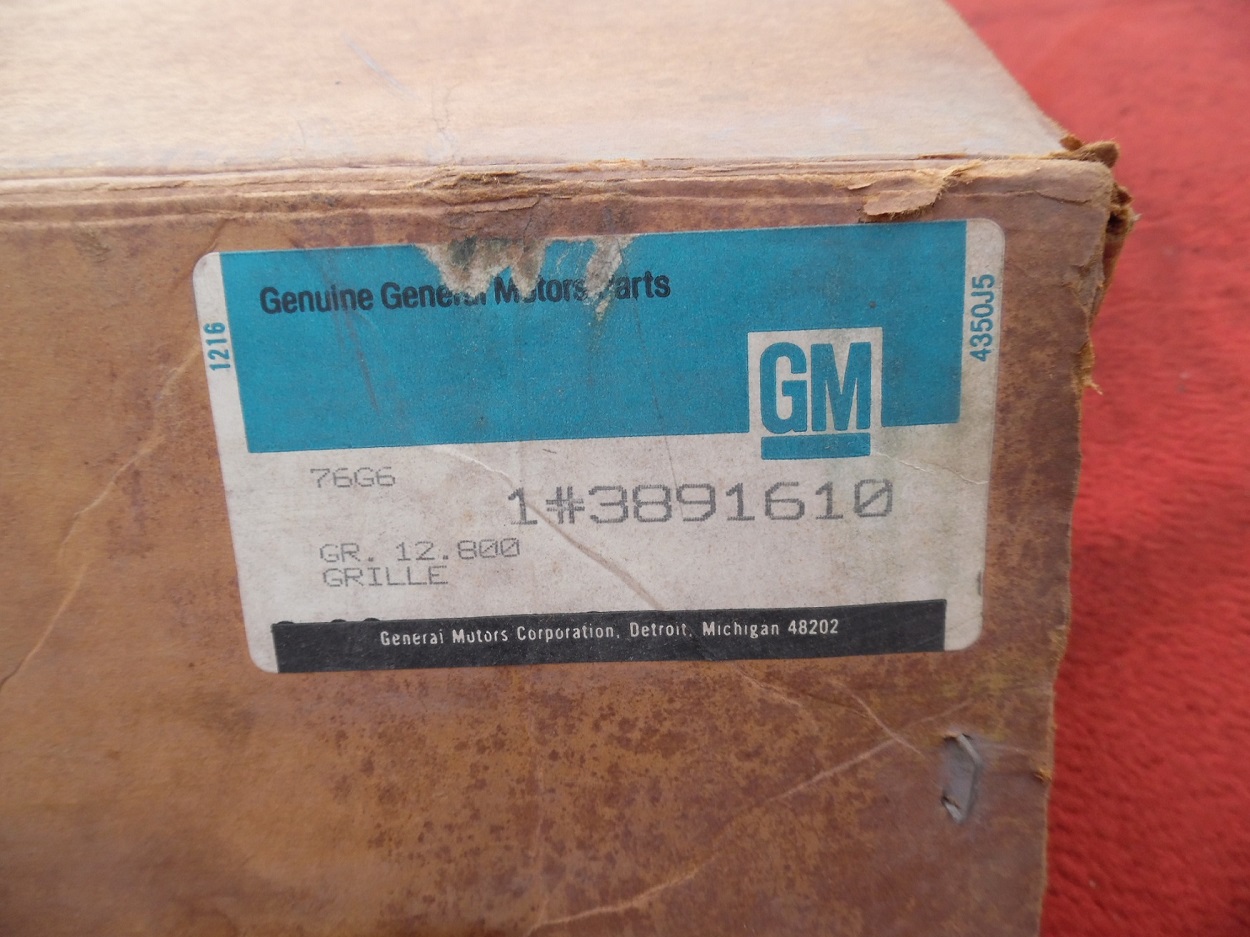 Genuine General Motors Parts
1216
4350J5
GM
76G6
1#3891610
GR. 12.800
GRILLE
General Motors Corporation, Detroit, Michigan 48202